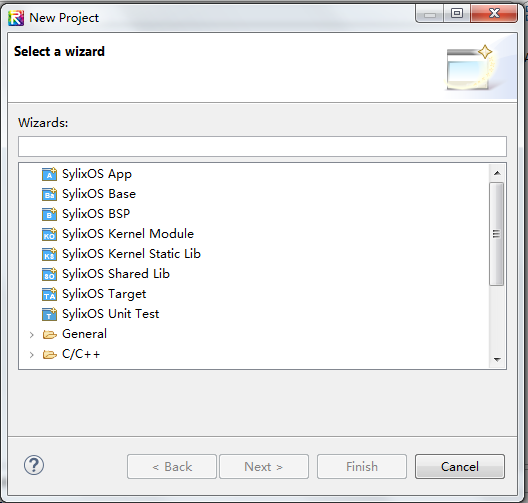 New Project
Select a wizard
Wizards:
SylixOS App
SylixOS Base
SylixOS BSP
SylixOS Kernel Module
SylixOS Kernel Static Lib
SylixOS Shared Lib
SylixOS Target
SylixOS Unit Test
General
C/C++
? < Back Next > Finish Cancel